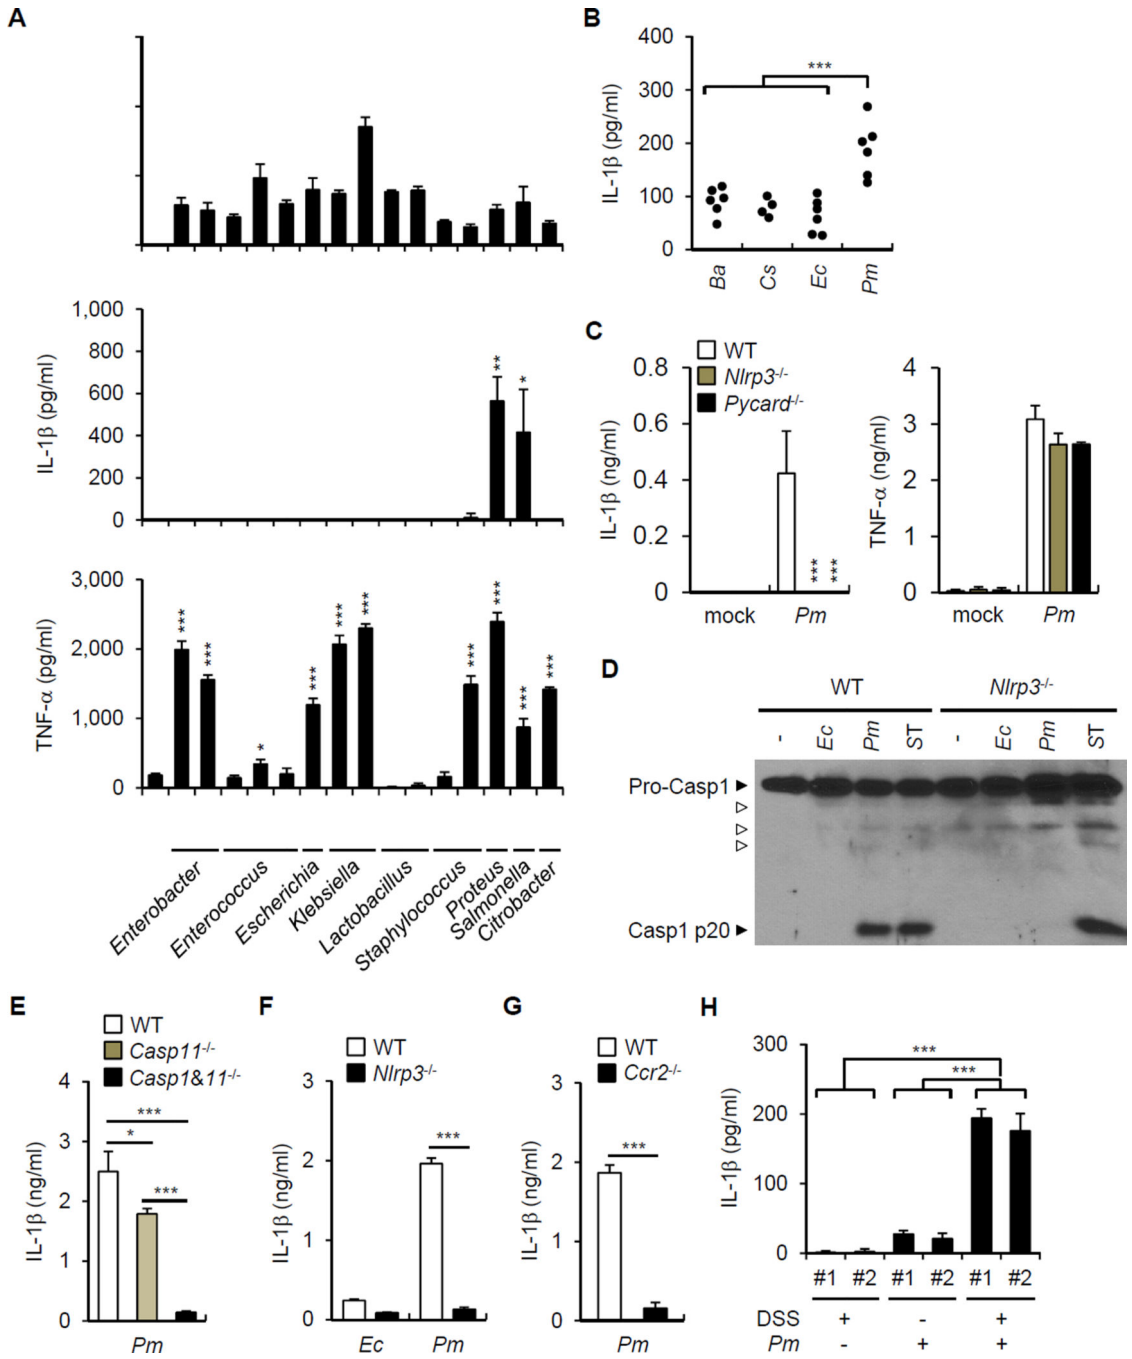 A
IL-1β (pg/ml)
1,000
800
600
400
200
0
**
*
TNF-α (pg/ml)
3,000
2,000
1,000
0
***
***
*
***
***
***
***
***
***
***
Enterobacter
Enterococcus
Escherichia
Klebsiella
Lactobacillus
Staphylococcus
Proteus
Salmonella
Citrobacter
B
IL-1β (pg/ml)
400
300
200
100
0
***
Ba
Cs
Ec
Pm
C
WT
Nlrp3-/-
Pycard-/-
IL-1β (ng/ml)
0.8
0.6
0.4
0.2
0
***
***
mock
Pm
TNF-α (ng/ml)
4
3
2
1
0
mock
Pm
D
WT
Nlrp3-/-
- Ec Pm ST - Ec Pm ST
Pro-Casp1
Casp1 p20
E
WT
Casp11-/-
Casp1&11-/-
IL-1β (ng/ml)
4
3
2
1
0
***
*
***
Pm
F
WT
Nlrp3-/-
IL-1β (ng/ml)
3
2
1
0
***
Ec
Pm
G
WT
Ccr2-/-
IL-1β (ng/ml)
3
2
1
0
***
Pm
H
IL-1β (pg/ml)
300
200
100
0
***
***
#1 #2 #1 #2 #1 #2
DSS + - +
Pm - + +